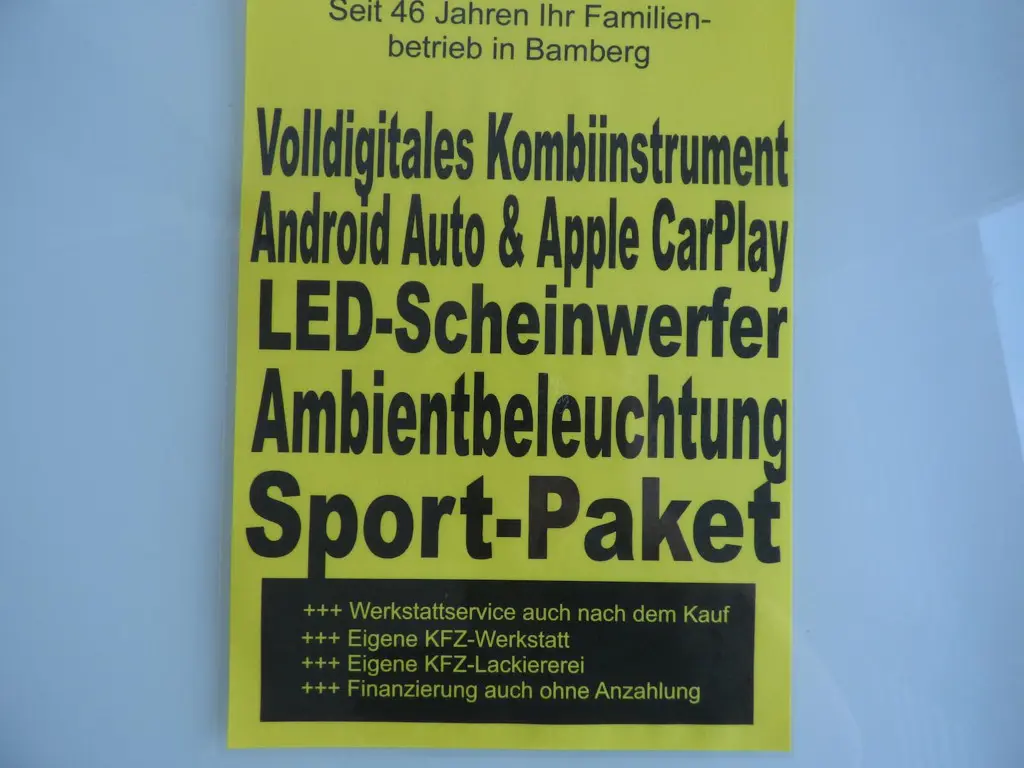 Seit 46 Jahren Ihr Familien-
betrieb in Bamberg
Volldigitales Kombiinstrument
Android Auto & Apple CarPlay
LED-Scheinwerfer
Ambientbeleuchtung
Sport-Paket
+++ Werkstattservice auch nach dem Kauf
+++ Eigene KFZ-Werkstatt
+++ Eigene KFZ-Lackiererei
+++ Finanzierung auch ohne Anzahlung